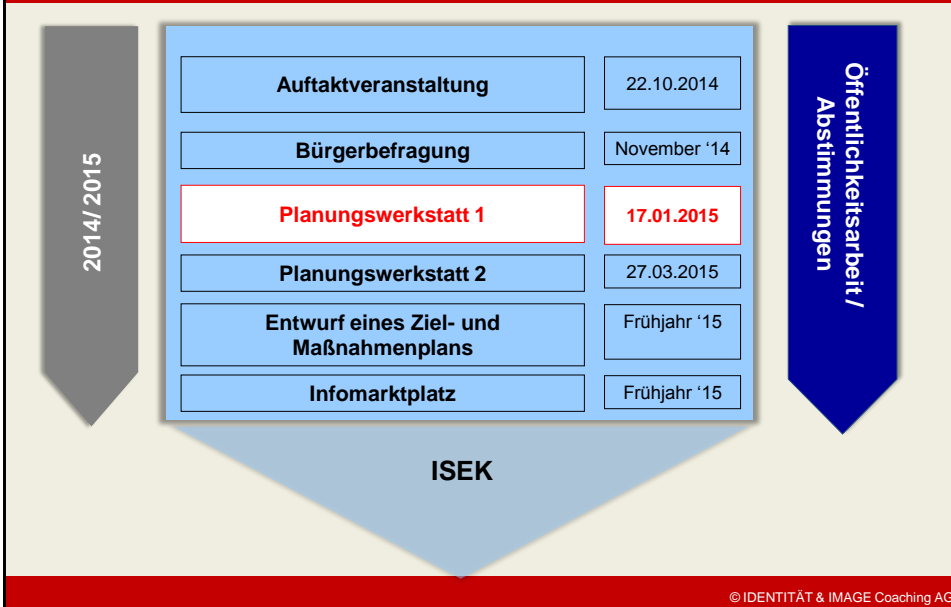 2014/ 2015
Auftaktveranstaltung
22.10.2014
Bürgerbefragung
November ‘14
Planungswerkstatt 1
17.01.2015
Planungswerkstatt 2
27.03.2015
Entwurf eines Ziel- und
Maßnahmenplans
Frühjahr ‘15
Infomarktplatz
Frühjahr ‘15
ISEK
Öffentlichkeitsarbeit /
Abstimmungen
© IDENTITÄT & IMAGE Coaching AG